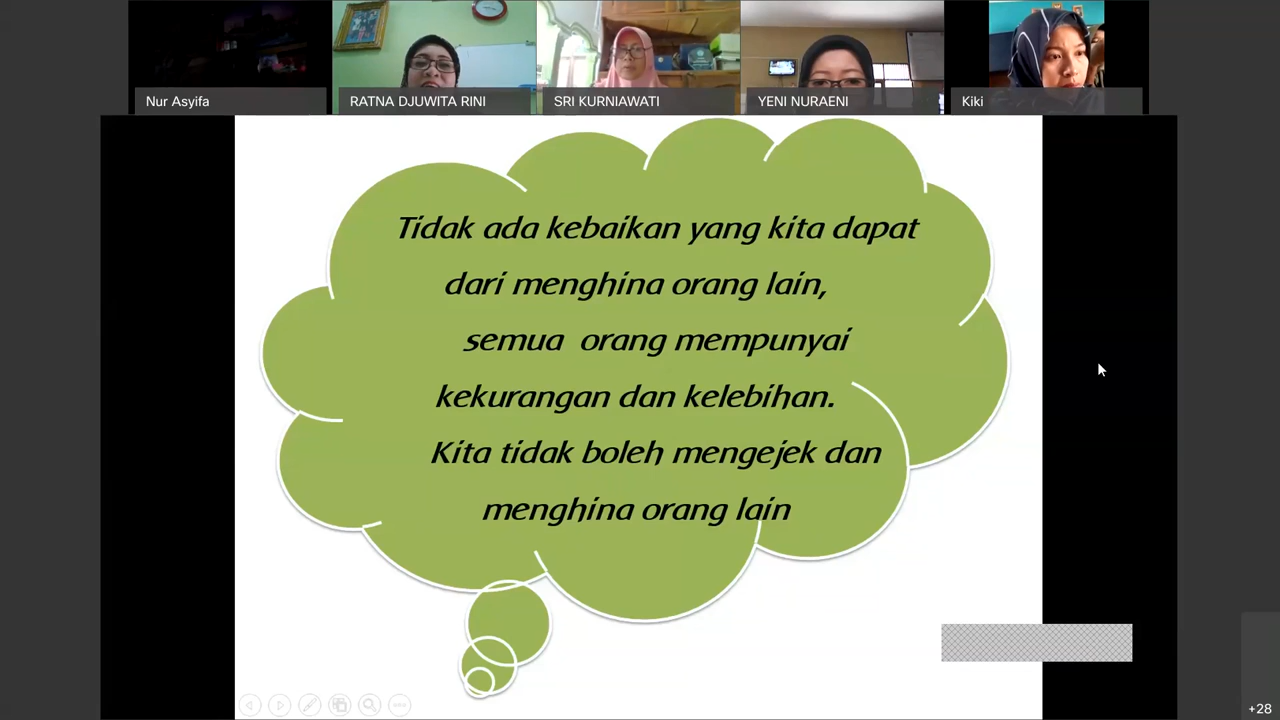 Nur Asyifa
RATNA DJUWITA RINI
SRI KURNIAWATI
YENI NURAENI
Kiki
Tidak ada kebaikan yang kita dapat
dari menghina orang lain,
semua orang mempunyai
kekurangan dan kelebihan.
Kita tidak boleh mengejek dan
menghina orang lain
+28